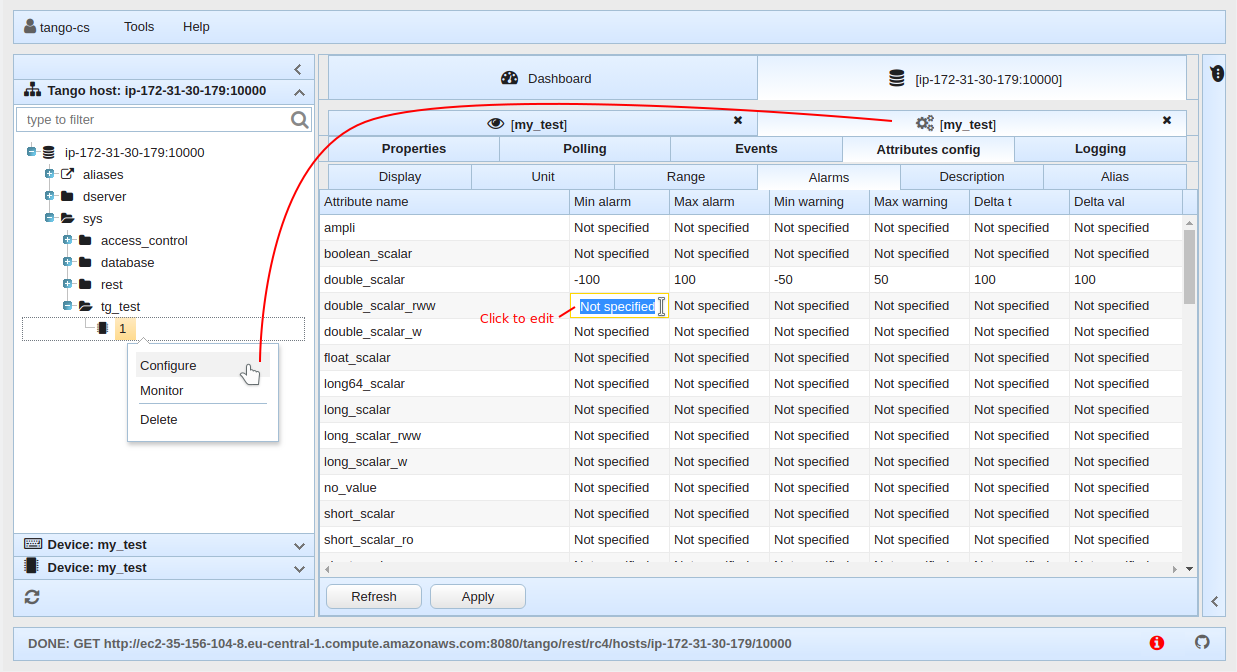 tango-cs Tools Help
Tango host: ip-172-31-30-179:10000
type to filter
ip-172-31-30-179:10000
aliases
dserver
sys
access_control
database
rest
tg_test
1
Configure
Monitor
Delete
Device: my_test
Device: my_test
Dashboard [ip-172-31-30-179:10000]
[my_test] [my_test]
Properties Polling Events Attributes config Logging
Display Unit Range Alarms Description Alias
Attribute name Min alarm Max alarm Min warning Max warning Delta t Delta val
ampli Not specified Not specified Not specified Not specified Not specified Not specified
boolean_scalar Not specified Not specified Not specified Not specified Not specified Not specified
double_scalar -100 100 -50 50 100 100
double_scalar_rww Not specified Not specified Not specified Not specified Not specified Not specified
Click to edit
double_scalar_w Not specified Not specified Not specified Not specified Not specified Not specified
float_scalar Not specified Not specified Not specified Not specified Not specified Not specified
long64_scalar Not specified Not specified Not specified Not specified Not specified Not specified
long_scalar Not specified Not specified Not specified Not specified Not specified Not specified
long_scalar_rww Not specified Not specified Not specified Not specified Not specified Not specified
long_scalar_w Not specified Not specified Not specified Not specified Not specified Not specified
no_value Not specified Not specified Not specified Not specified Not specified Not specified
short_scalar Not specified Not specified Not specified Not specified Not specified Not specified
short_scalar_ro Not specified Not specified Not specified Not specified Not specified Not specified
Refresh Apply
DONE: GET http://ec2-35-156-104-8.eu-central-1.compute.amazonaws.com:8080/tango/rest/rc4/hosts/ip-172-31-30-179/10000